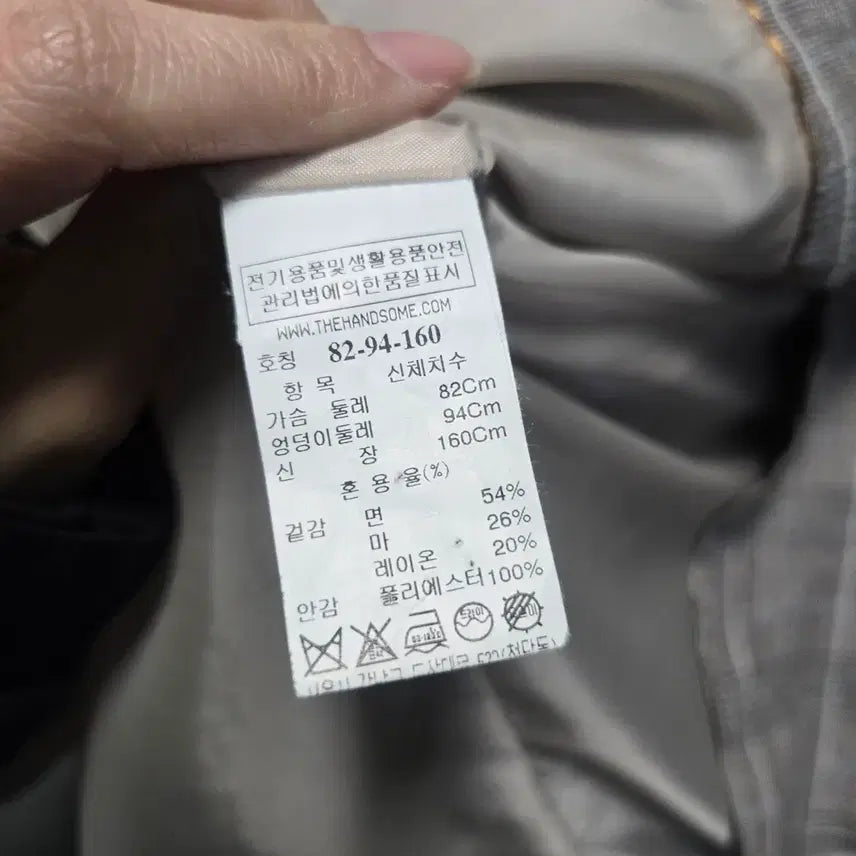 전기용품및생활용품안전
관리법에의한품질표시
WWW.THEHANDSOME.COM
호칭 82-94-160
항 목 신체치수
가슴 둘레 82Cm
엉덩이둘레 94Cm
신 장 160Cm
혼 용 율(%)
겉감 면 54%
마 26%
레이온 20%
안감 폴리에스터100%
드라이